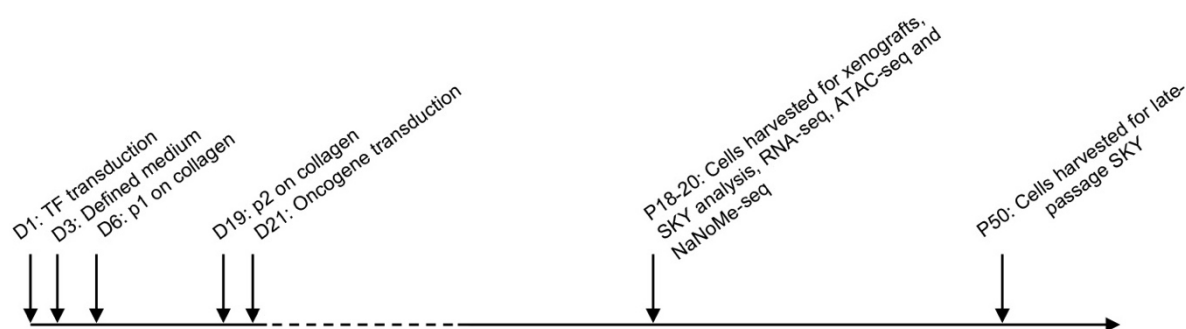 D1: TF transduction
D3: Defined medium
D6: p1 on collagen
D19: p2 on collagen
D21: Oncogene transduction
P18-20: Cells harvested for xenografts,
SKY analysis, RNA-seq, ATAC-seq and
NaNoMe-seq
P50: Cells harvested for late-
passage SKY